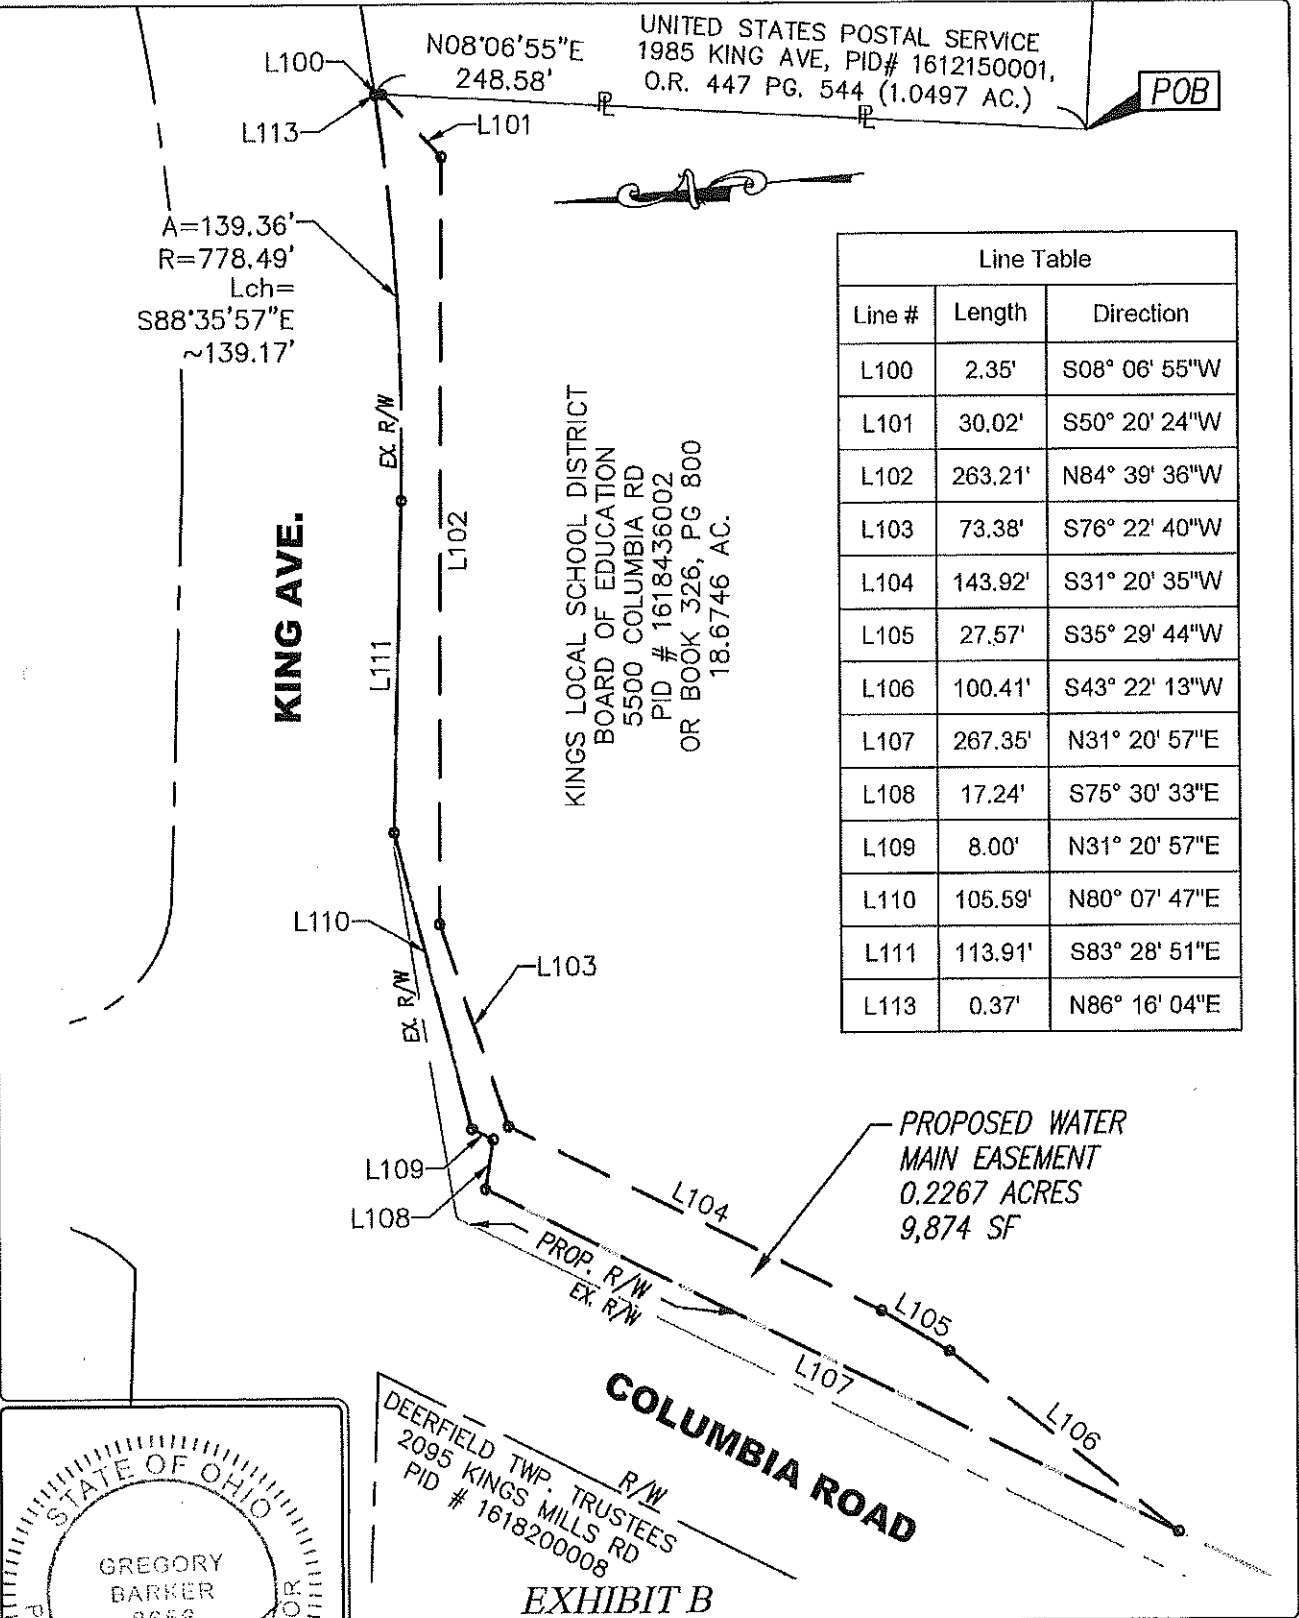 UNITED STATES POSTAL SERVICE
1985 KING AVE, PID# 1612150001,
O.R. 447 PG. 544 (1.0497 AC.)
N08°06'55"E
248.58'
POB
L100
L113
L101
PL
PL
A=139.36'
R=778.49'
Lch=
S88°35'57"E
~139.17'
EX. R/W
L102
KING AVE.
L111
KINGS LOCAL SCHOOL DISTRICT
BOARD OF EDUCATION
5500 COLUMBIA RD
PID # 1618436002
OR BOOK 326, PG 800
18.6746 AC.
Line Table
Line # Length Direction
L100 2.35' S08° 06' 55"W
L101 30.02' S50° 20' 24"W
L102 263.21' N84° 39' 36"W
L103 73.38' S76° 22' 40"W
L104 143.92' S31° 20' 35"W
L105 27.57' S35° 29' 44"W
L106 100.41' S43° 22' 13"W
L107 267.35' N31° 20' 57"E
L108 17.24' S75° 30' 33"E
L109 8.00' N31° 20' 57"E
L110 105.59' N80° 07' 47"E
L111 113.91' S83° 28' 51"E
L113 0.37' N86° 16' 04"E
L110
L103
EX. R/W
L109
L108
L104
PROPOSED WATER
MAIN EASEMENT
0.2267 ACRES
9,874 SF
PROP. R/W
EX. R/W
L105
L107
L106
COLUMBIA ROAD
R/W
DEERFIELD TWP. TRUSTEES
2095 KINGS MILLS RD
PID # 1618200008
STATE OF OHIO
GREGORY
BARKER
EXHIBIT B